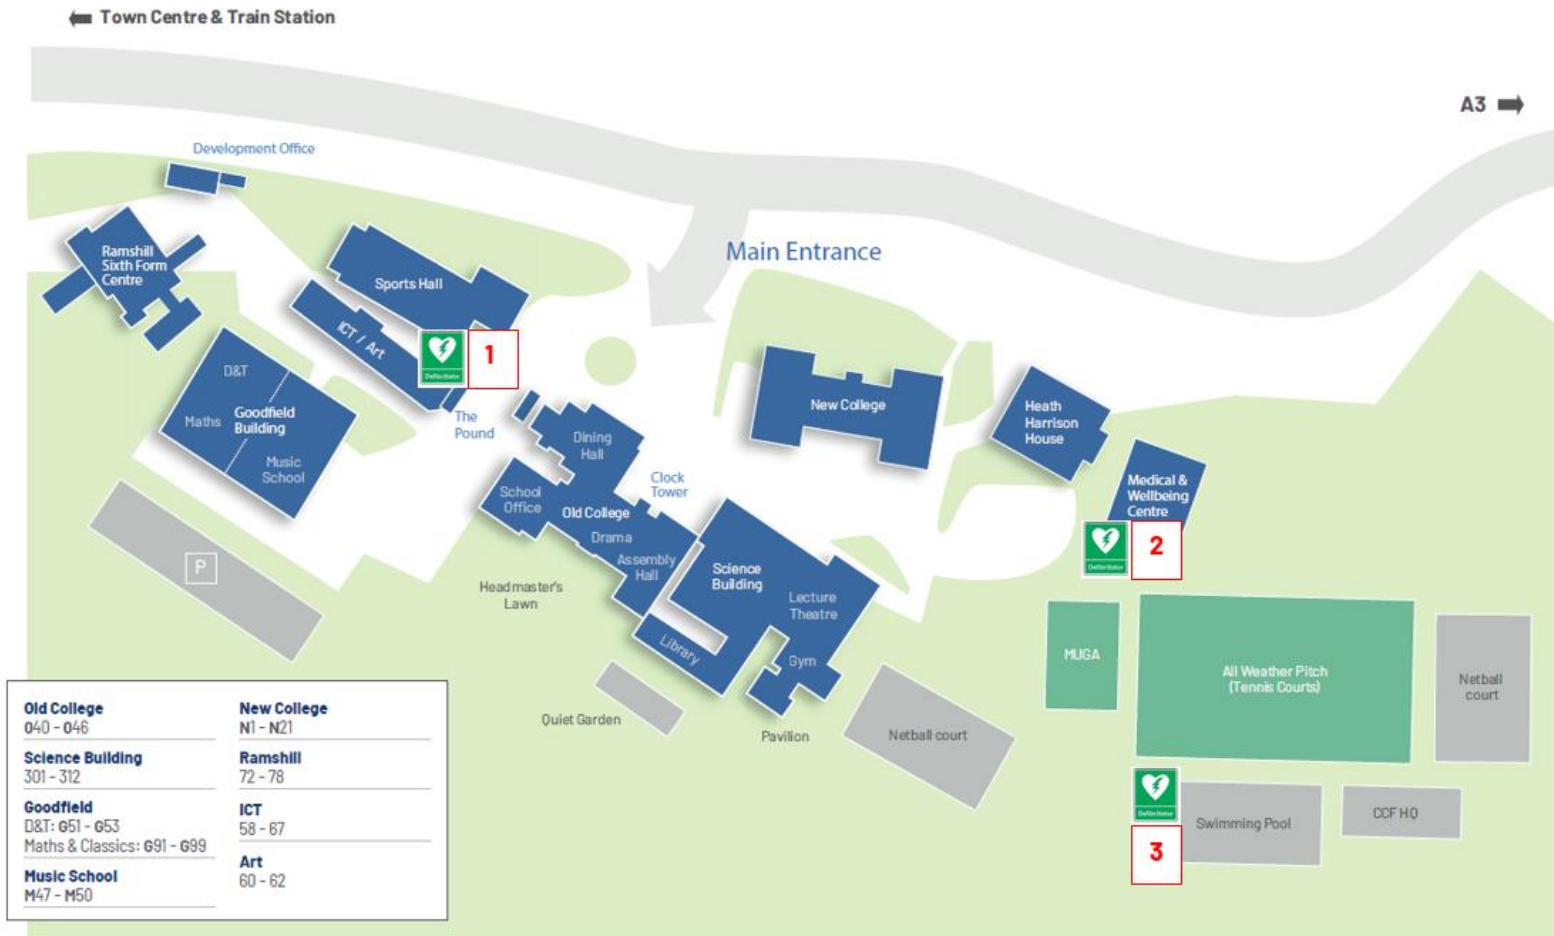 Town Centre & Train Station
A3
Development Office
Main Entrance
Ramshill
Sixth Form
Centre
Sports Hall
ICT / Art
1
The
Pound
D&T
Maths
Goodfield
Building
Music
School
P
Dining
Hall
School
Office
Old College
Clock
Tower
Drama
Assembly
Hall
Headmaster's
Lawn
Science
Building
Lecture
Theatre
Library
Gym
Quiet Garden
Pavilion
Netball court
New College
Heath
Harrison
House
Medical &
Wellbeing
Centre
Defibrillator
2
Defibrillator
MUGA
All Weather Pitch
(Tennis Courts)
Netball
court
Defibrillator
3
Swimming Pool
CCF HQ
Old College
O40 - O46
Science Building
301 - 312
Goodfield
D&T: G51 - G53
Maths & Classics: G91 - G99
Music School
M47 - M50
New College
N1 - N21
Ramshill
72 - 78
ICT
58 - 67
Art
60 - 62